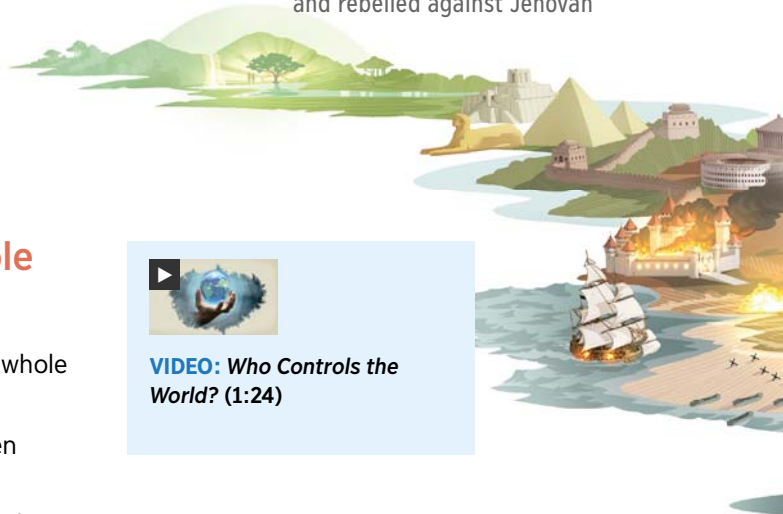 and rebelled against Jehovah
le
whole
VIDEO: Who Controls the
World? (1:24)
en